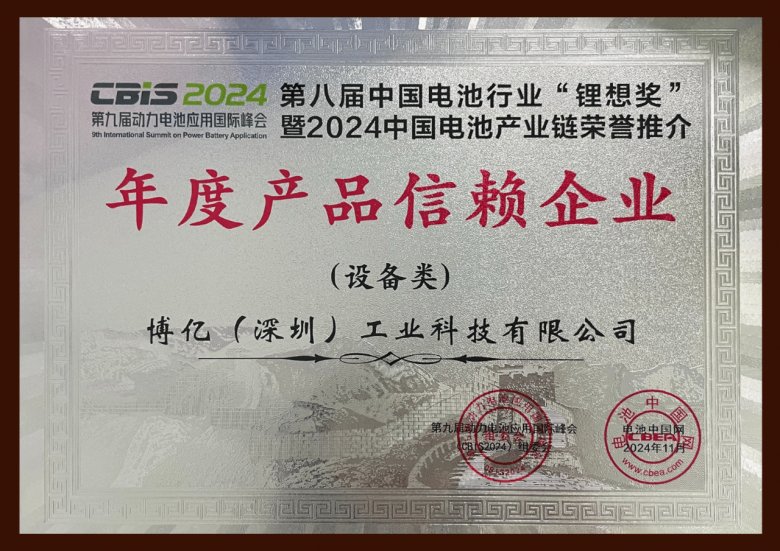 CBIS 2024
第九届动力电池应用国际峰会
9th International Summit on Power Battery Application
第八届中国电池行业“锂想奖”
暨2024中国电池产业链荣誉推介
年度产品信赖企业
(设备类)
博亿（深圳）工业科技有限公司
第九届动力电池应用国际峰会
(CBIS2024) 组委会
电池中国网
CBEA
电池中国网
2024年11月
www.cbea.com